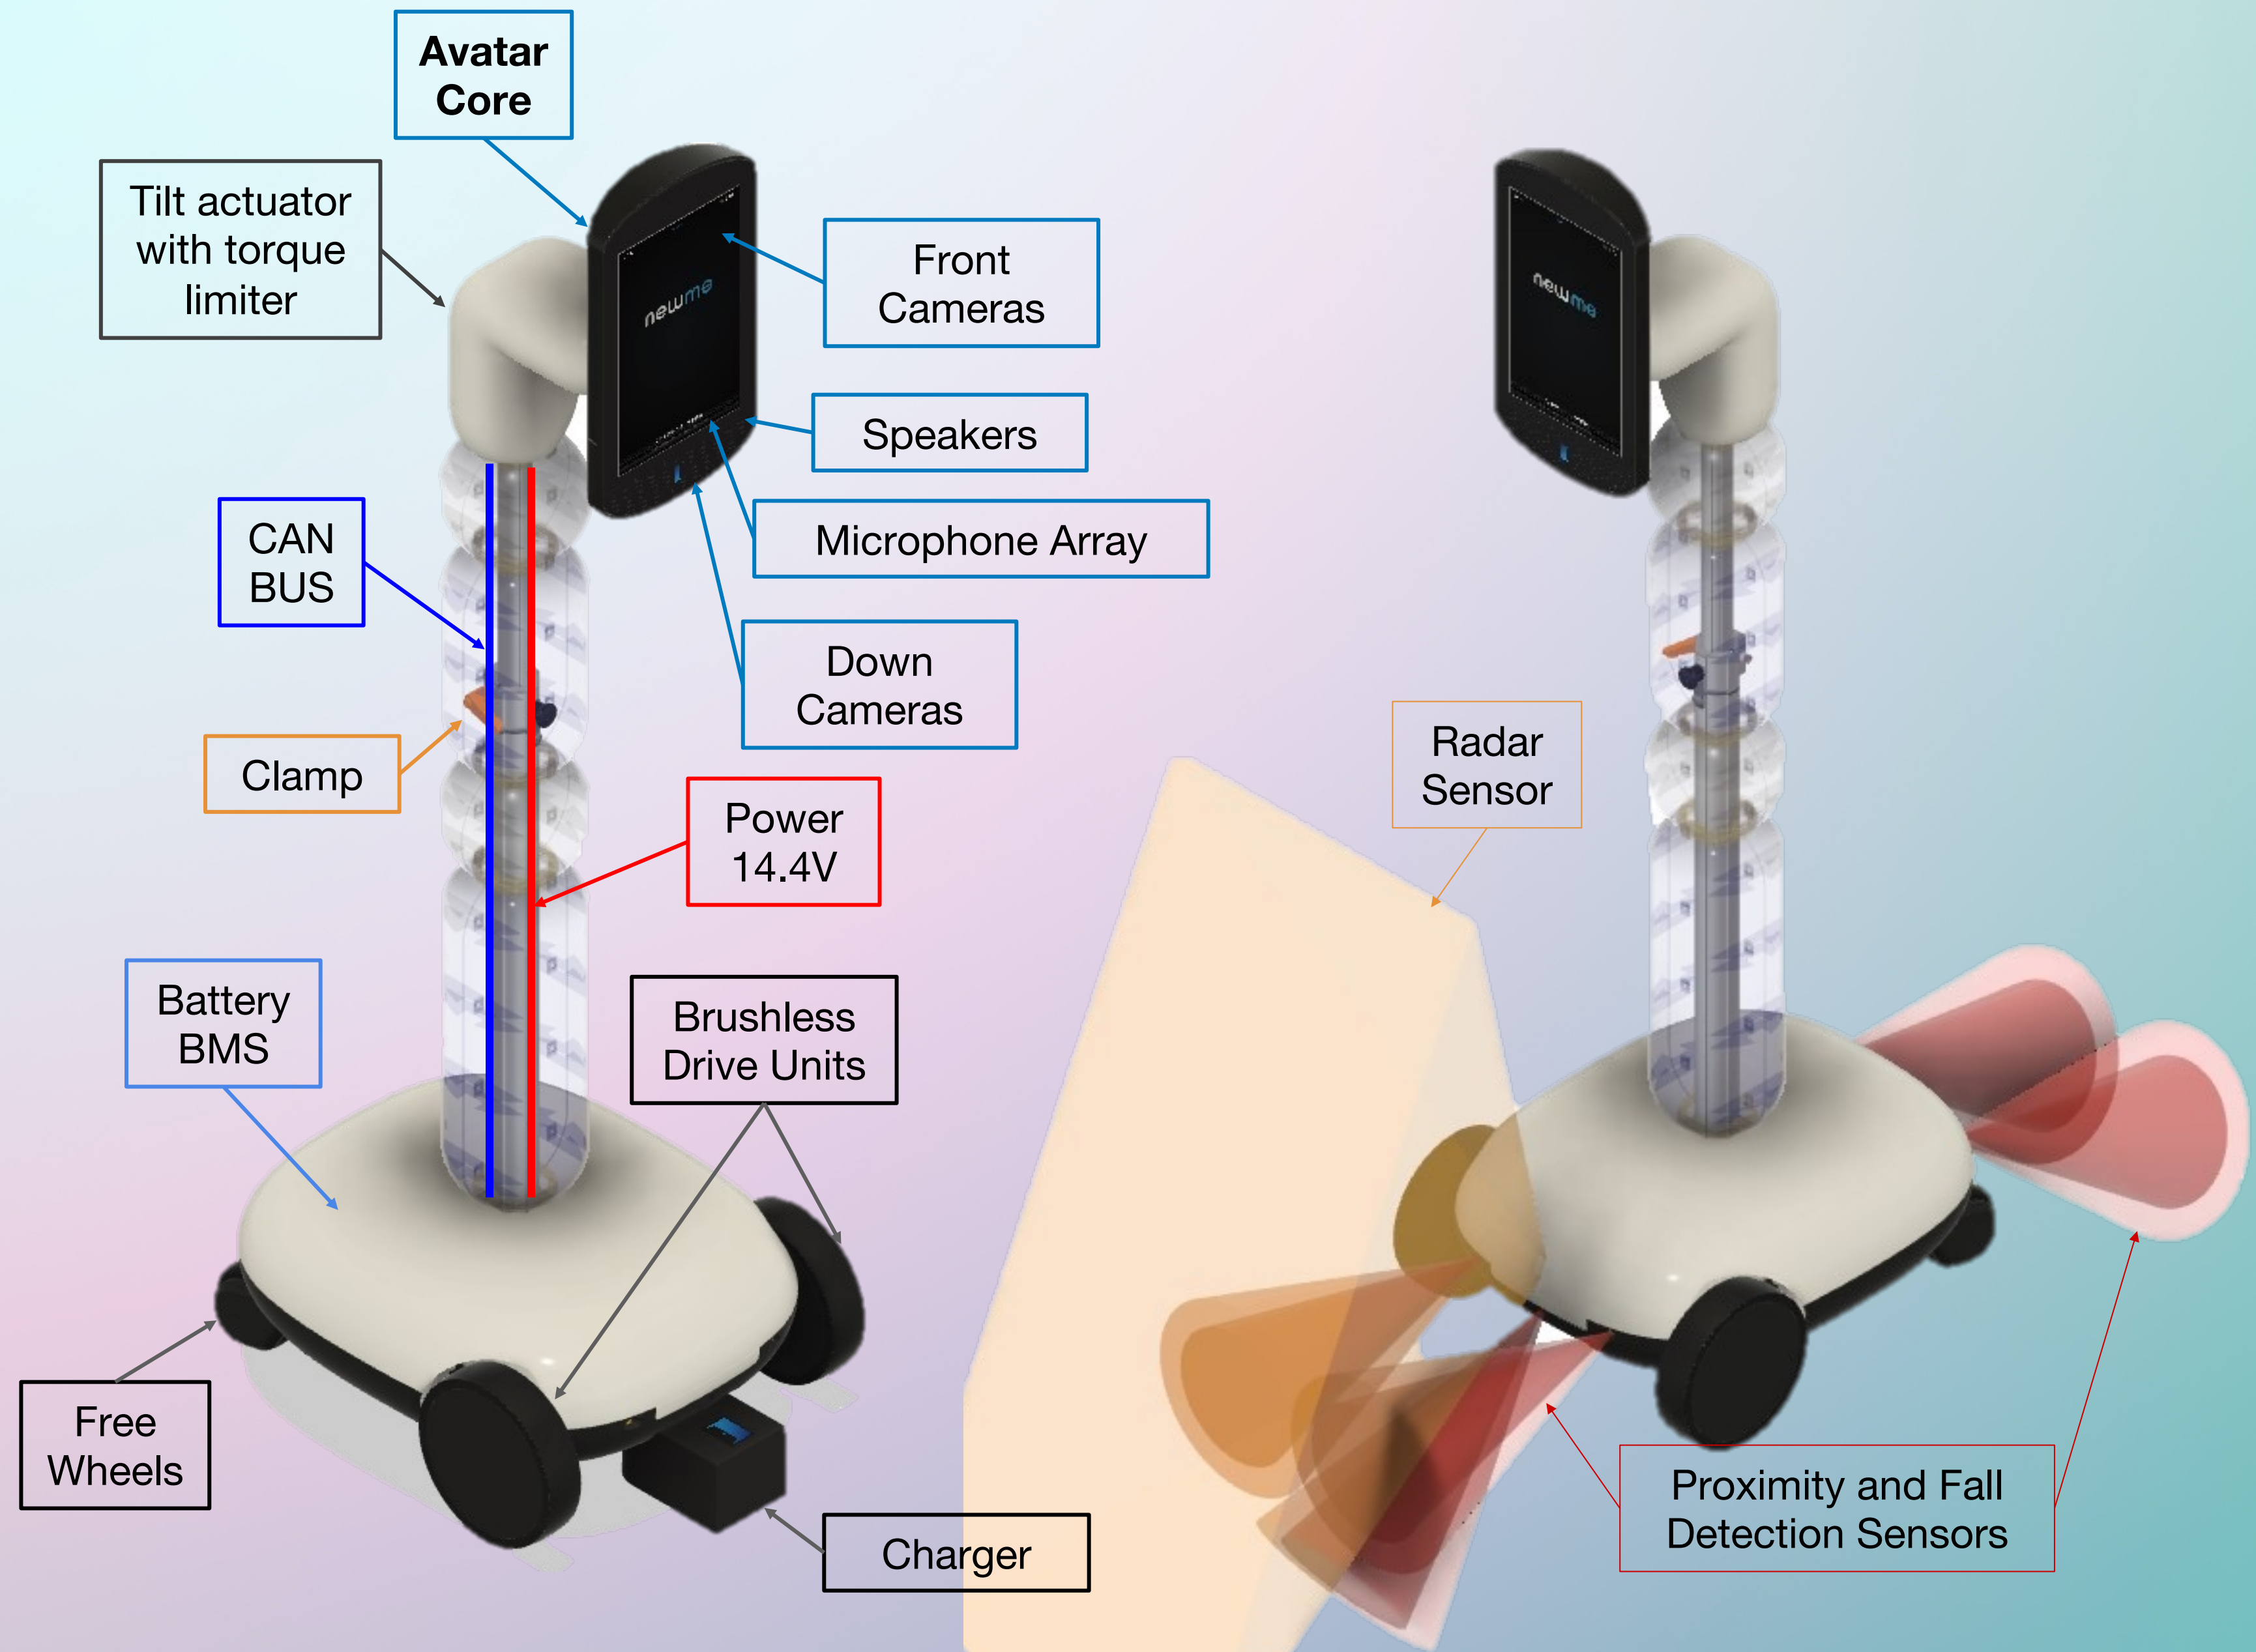 Avatar
Core
Tilt actuator
with torque
limiter
Front
Cameras
newme
newme
Speakers
CAN
BUS
Microphone Array
Down
Cameras
Clamp
Radar
Sensor
Power
14.4V
Battery
BMS
Brushless
Drive Units
Free
Wheels
Proximity and Fall
Detection Sensors
Charger